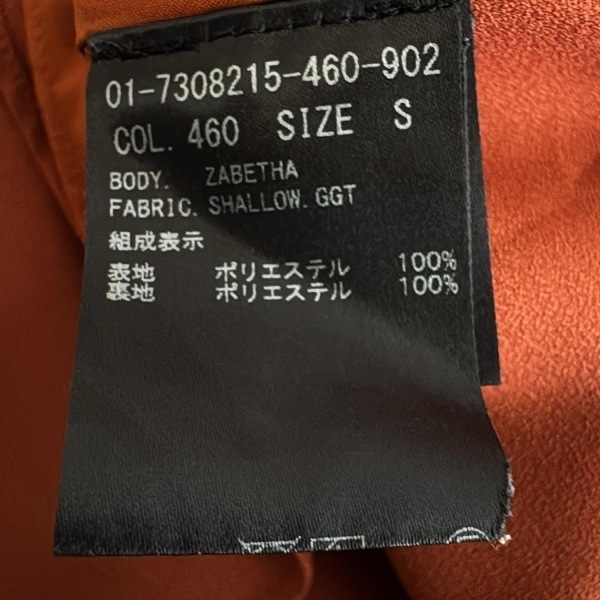 01-7308215-460-902
COL. 460 SIZE S
BODY. ZABETHA
FABRIC. SHALLOW. GGT
組成表示
表地 ポリエステル 100%
裏地 ポリエステル 100%